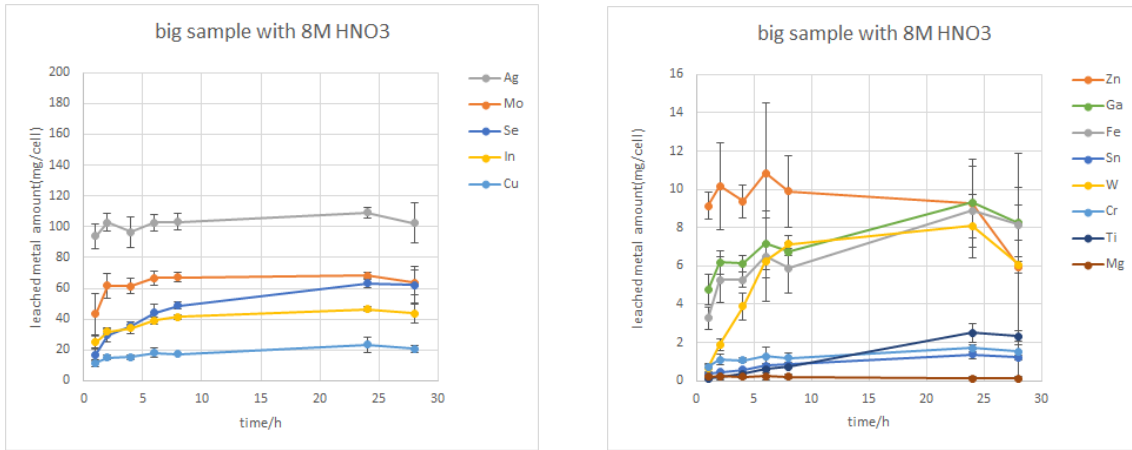 big sample with 8M HNO3
leached metal amount(mg/cell)
200
180
160
140
120
100
80
60
40
20
0
0 5 10 15 20 25 30
time/h
Ag
Mo
Se
In
Cu
big sample with 8M HNO3
leached metal amount(mg/cell)
16
14
12
10
8
6
4
2
0
0 5 10 15 20 25 30
time/h
Zn
Ga
Fe
Sn
W
Cr
Ti
Mg